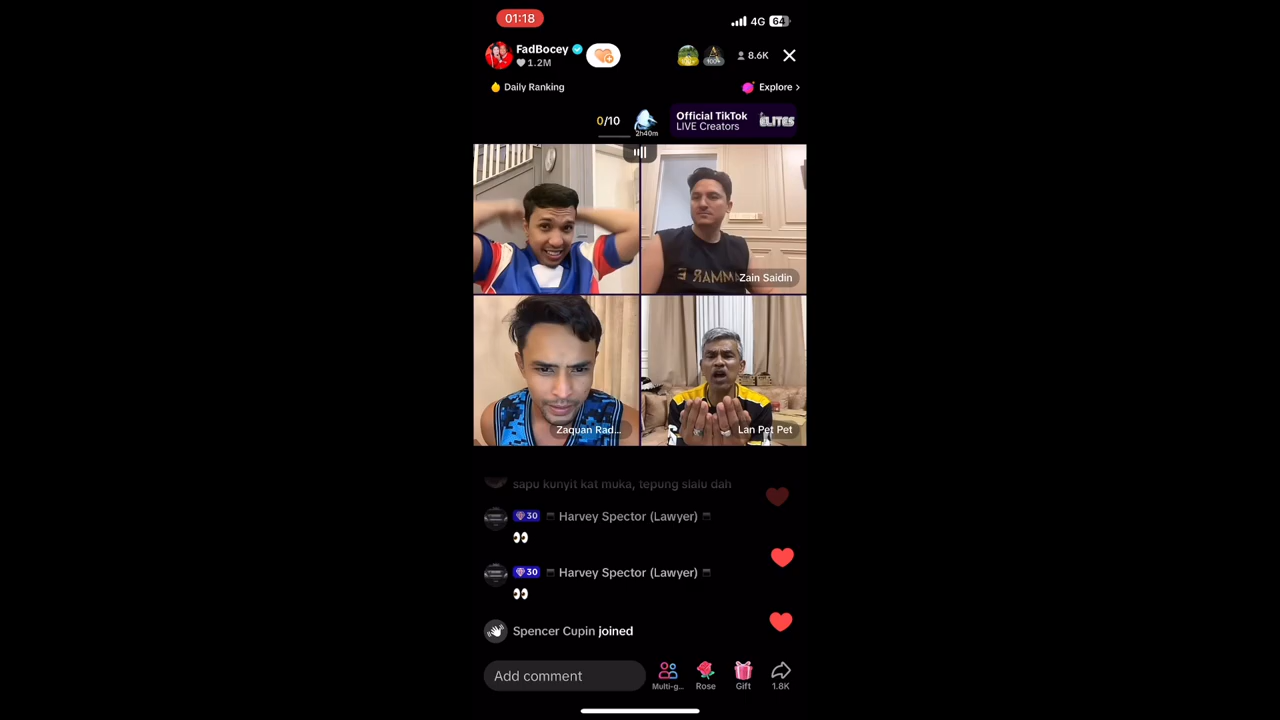 01:18
4G
64
FadBocey
1.2M
100+
8.6K
Daily Ranking
Explore >
0/10
2h40m
Official TikTok
LIVE Creators
ELITES
Zain Saidin
Zaquan Rad...
Lan Pet Pet
sapu kunyit kat muka, tepung slalu dah
30 Harvey Spector (Lawyer)
30 Harvey Spector (Lawyer)
Spencer Cupin joined
Add comment
Multi-g...
Rose
Gift
1.8K